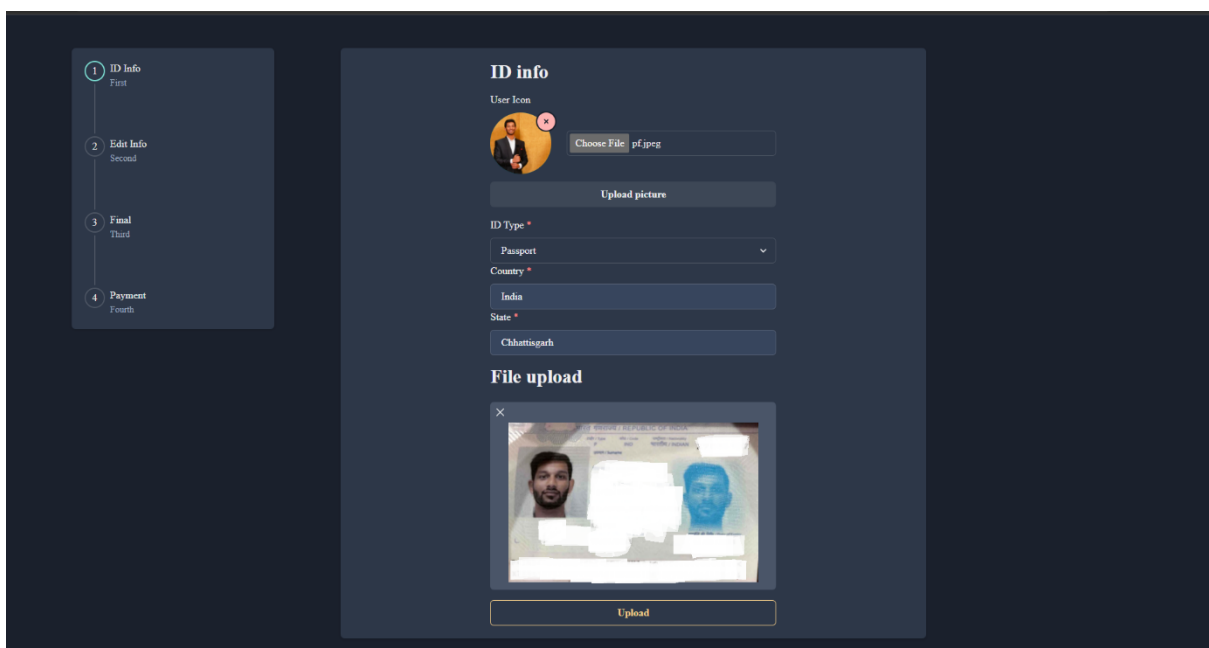 1
ID Info
First
2
Edit Info
Second
3
Final
Third
4
Payment
Fourth
ID info
User Icon
Choose File pf.jpeg
Upload picture
ID Type *
Passport
Country *
India
State *
Chhattisgarh
File upload
REPUBLIC OF INDIA
Upload